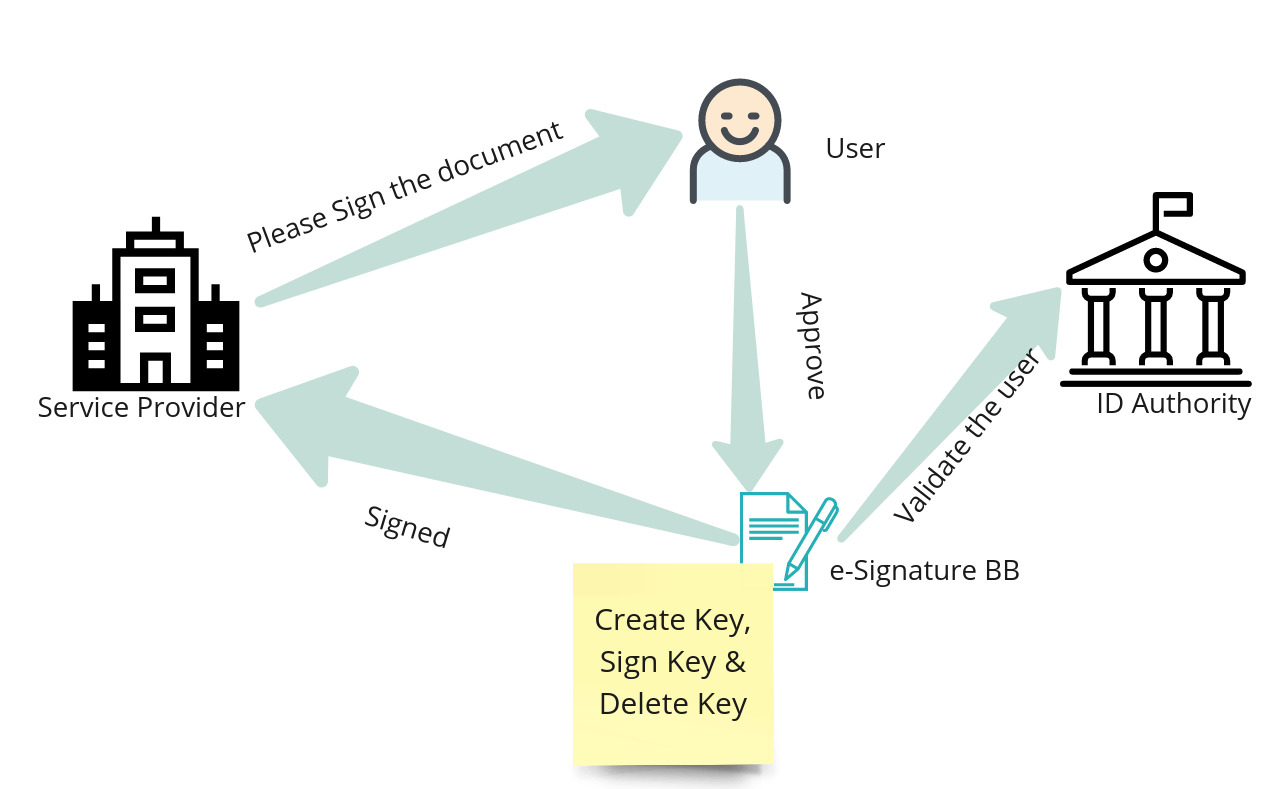 Please Sign the document
User
Service Provider
Approve
Validate the user
ID Authority
Signed
e-Signature BB
Create Key,
Sign Key &
Delete Key